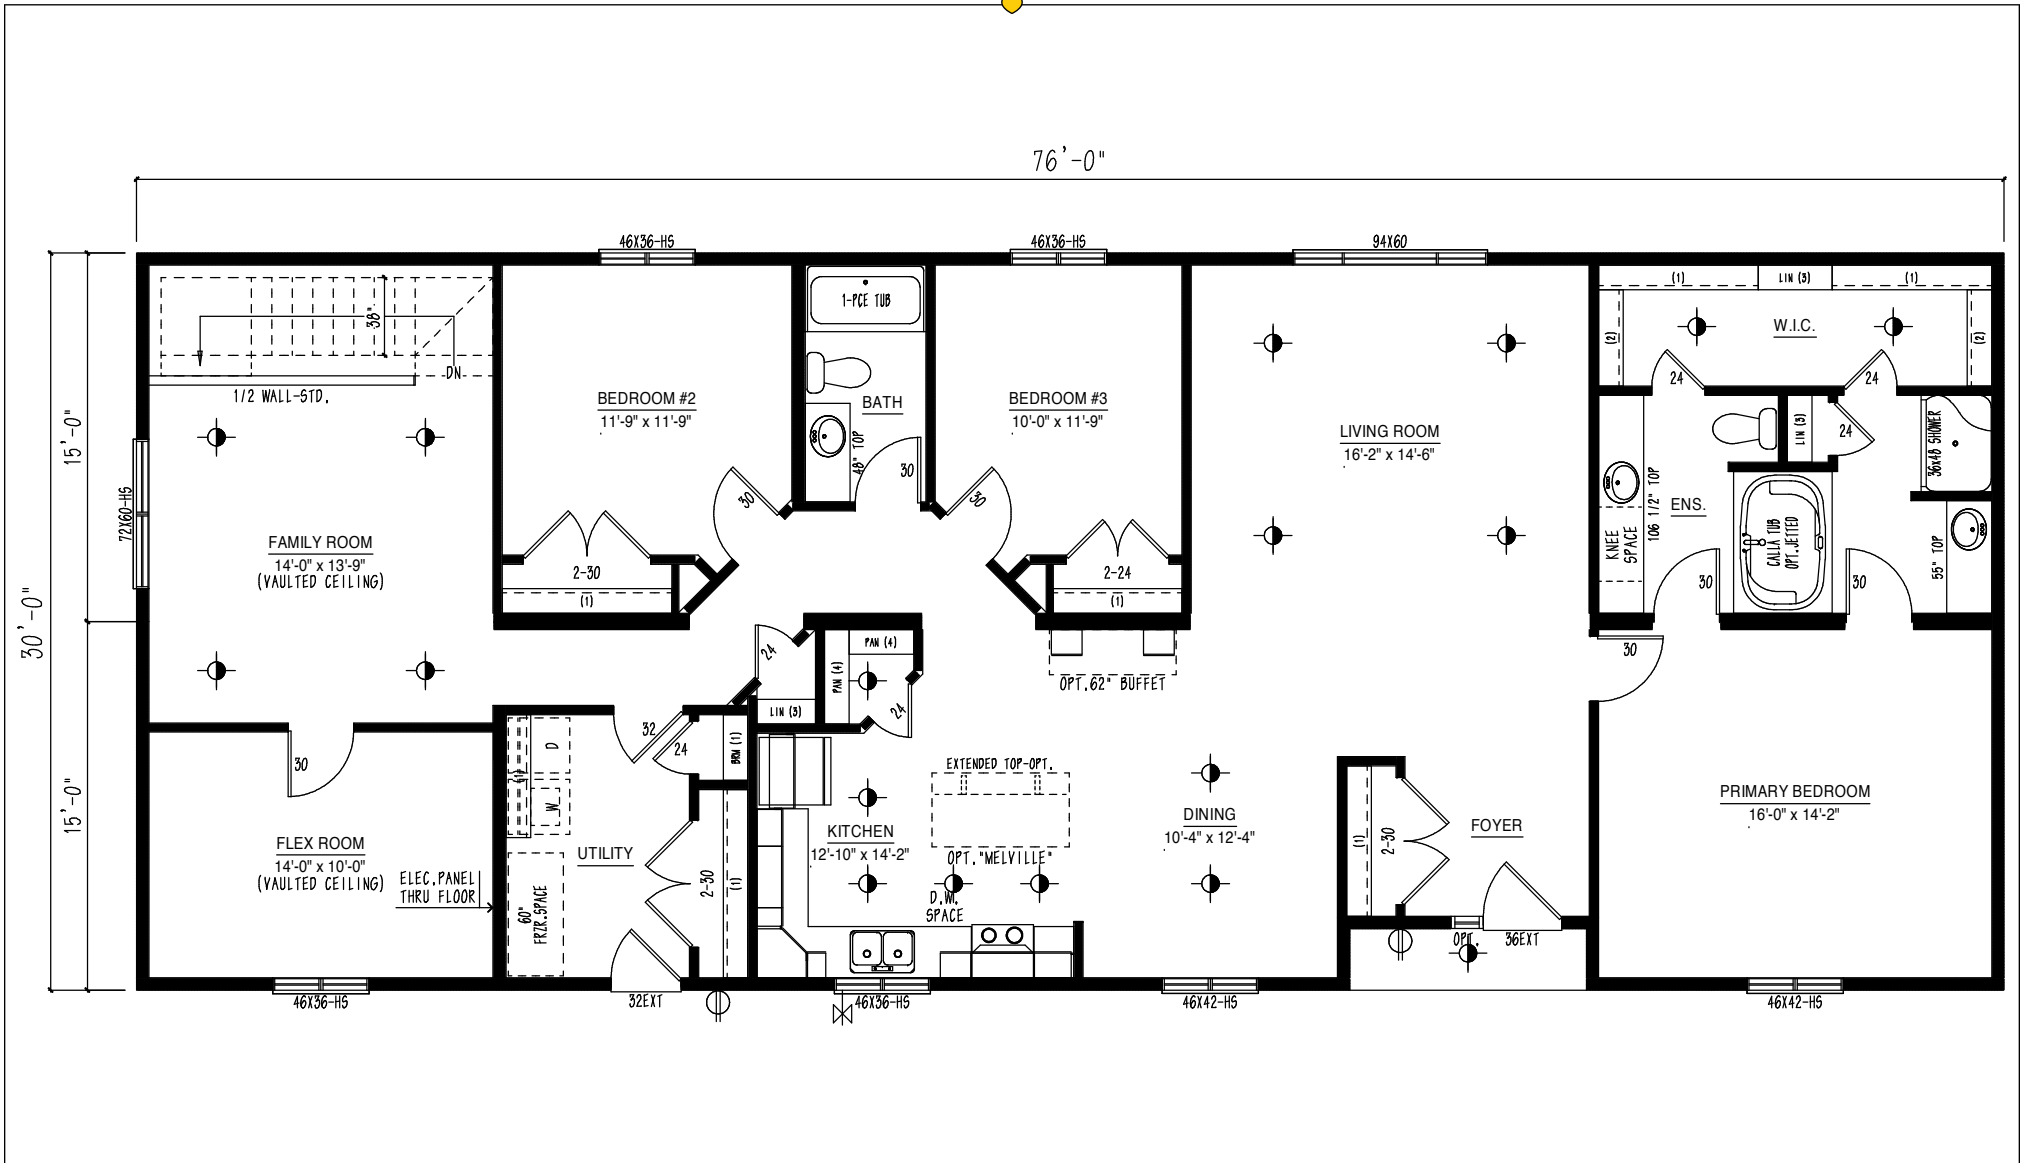 76'-0"
46X36-HS
46X36-HS
94X60
30'-0"
15'-0"
15'-0"
72X60-HS
38"
DN
1/2 WALL-STD.
FAMILY ROOM
14'-0" x 13'-9"
(VAULTED CEILING)
30
FLEX ROOM
14'-0" x 10'-0"
(VAULTED CEILING)
ELEC.PANEL
THRU FLOOR
46X36-HS
BEDROOM #2
11'-9" x 11'-9"
30
2-30
(1)
1-PCE TUB
BATH
48" TOP
30
BEDROOM #3
10'-0" x 11'-9"
30
2-24
(1)
OPT.62" BUFFET
24
LIN (3)
PAN (4)
PAN (4)
24
32
24
BRM (1)
D
W
(1)
UTILITY
60"
FRZR.SPACE
2-30
(1)
32EXT
EXTENDED TOP-OPT.
KITCHEN
12'-10" x 14'-2"
OPT."MELVILLE"
D.W.
SPACE
46X36-HS
DINING
10'-4" x 12'-4"
46X42-HS
LIVING ROOM
16'-2" x 14'-6"
(1)
2-30
FOYER
OPT.
36EXT
(1)
LIN (3)
(1)
(2)
W.I.C.
(2)
24
24
LIN (3)
24
36x48 SHOWER
ENS.
106 1/2" TOP
KNEE
SPACE
CALLA TUB
OPT.JETTED
55" TOP
30
30
30
PRIMARY BEDROOM
16'-0" x 14'-2"
46X42-HS